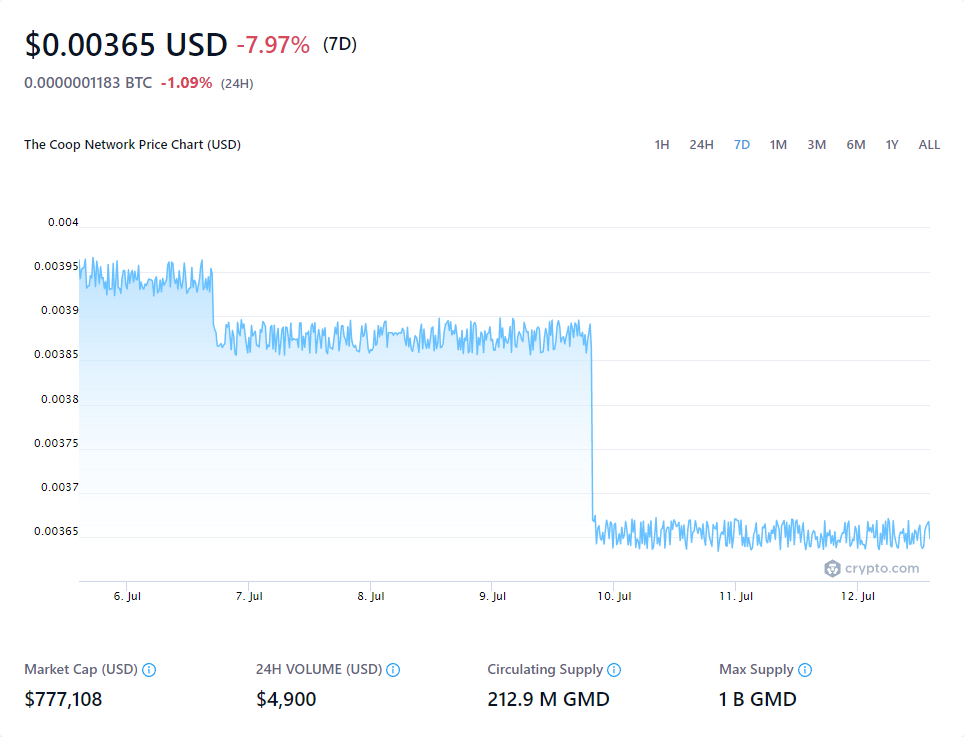 $0.00365 USD -7.97% (7D)
0.0000001183 BTC -1.09% (24H)
The Coop Network Price Chart (USD) 1H 24H 7D 1M 3M 6M 1Y ALL
0.004
0.00395
0.0039
0.00385
0.0038
0.00375
0.0037
0.00365
crypto.com
6. Jul 7. Jul 8. Jul 9. Jul 10. Jul 11. Jul 12. Jul
Market Cap (USD) 24H VOLUME (USD) Circulating Supply Max Supply
$777,108 $4,900 212.9 M GMD 1 B GMD